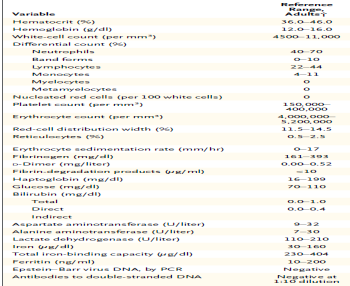 Reference
Range,
Variable Adults†
Hematocrit (%) 36.0–46.0
Hemoglobin (g/dl) 12.0–16.0
White-cell count (per mm³) 4500–11,000
Differential count (%)
Neutrophils 40–70
Band forms 0–10
Lymphocytes 22–44
Monocytes 4–11
Myelocytes 0
Metamyelocytes 0
Nucleated red cells (per 100 white cells) 0
Platelet count (per mm³) 150,000–
400,000
Erythrocyte count (per mm³) 4,000,000–
5,200,000
Red-cell distribution width (%) 11.5–14.5
Reticulocytes (%) 0.5–2.5
Erythrocyte sedimentation rate (mm/hr) 0–17
Fibrinogen (mg/dl) 161–393
D-Dimer (mg/liter) 0.00–0.52
Fibrin-degradation products (μg/ml) <10
Haptoglobin (mg/dl) 16–199
Glucose (mg/dl) 70–110
Bilirubin (mg/dl)
Total 0.0–1.0
Direct 0.0–0.4
Indirect
Aspartate aminotransferase (U/liter) 9–32
Alanine aminotransferase (U/liter) 7–30
Lactate dehydrogenase (U/liter) 110–210
Iron (μg/dl) 30–160
Total iron-binding capacity (μg/dl) 230–404
Ferritin (ng/ml) 10–200
Epstein–Barr virus DNA, by PCR Negative
Antibodies to double-stranded DNA Negative at
1:10 dilution